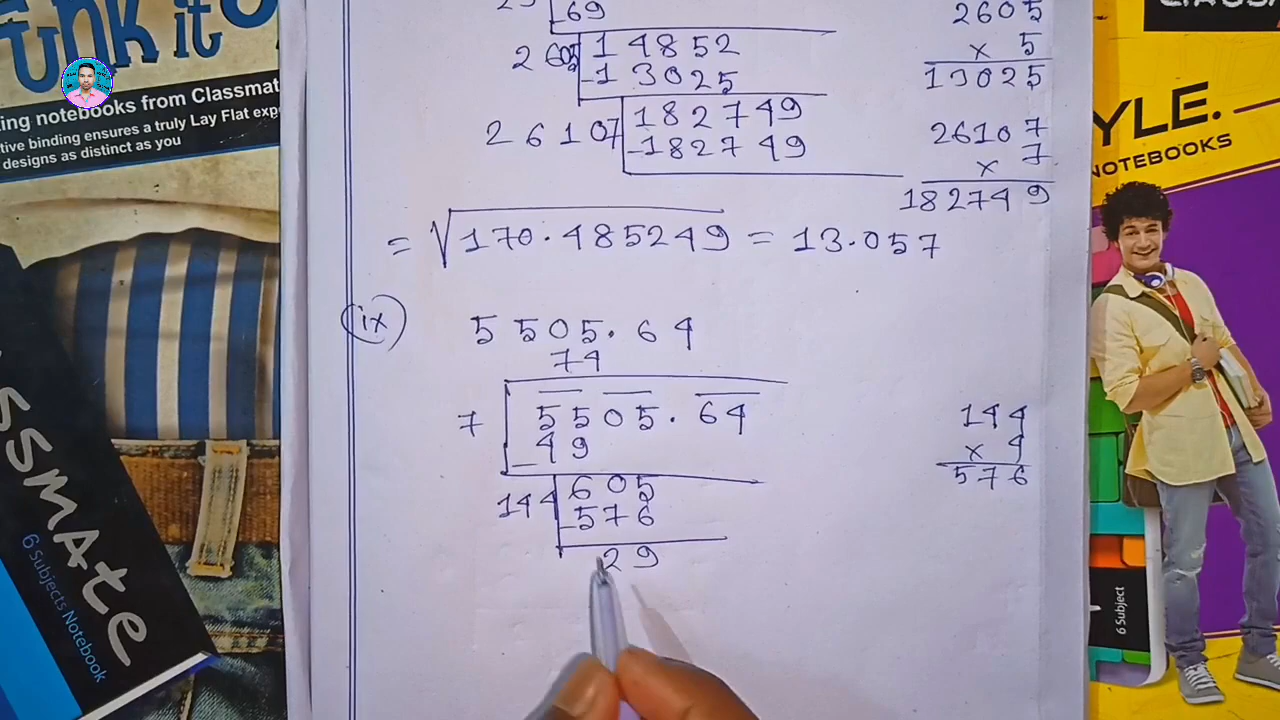 69
2605
2605 14852
× 5
-13025
13025
26107 182749
-182749
26107
× 7
182749
= √170.485249 = 13.057
(ix) 5505.64
74
7 5505.64
-49
144
× 4
576
144 605
-576
29
unk it
ing notebooks from Classmat
tive binding ensures a truly Lay Flat exp
designs as distinct as you
ssmate
6 Subjects Notebook
YLE.
NOTEBOOKS
6 Subject